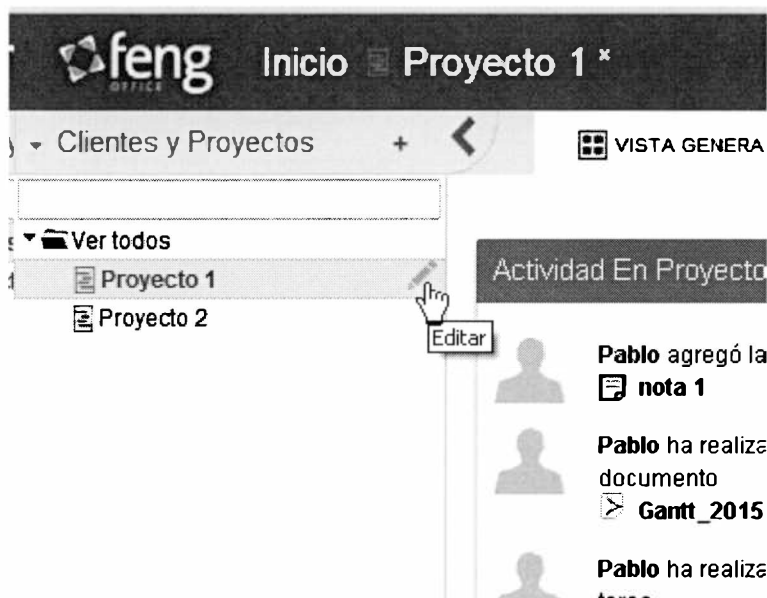 feng
OFFICE
Inicio Proyecto 1 ×
Clientes y Proyectos +
VISTA GENERA
Ver todos
Proyecto 1
Editar
Proyecto 2
Actividad En Proyecto
Pablo agregó la
nota 1
Pablo ha realiza
documento
Gantt_2015
Pablo ha realiza